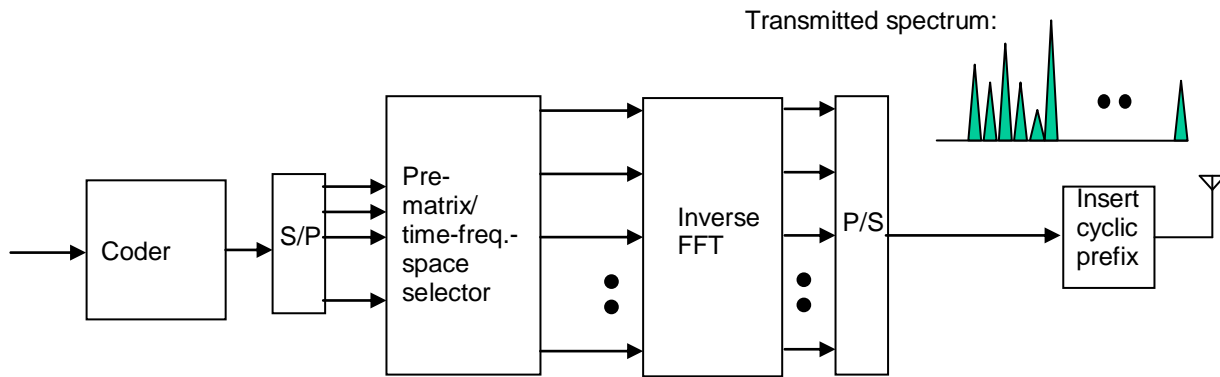 Transmitted spectrum:
Coder
S/P
Pre-
matrix/
time-freq.-
space
selector
Inverse
FFT
P/S
Insert
cyclic
prefix